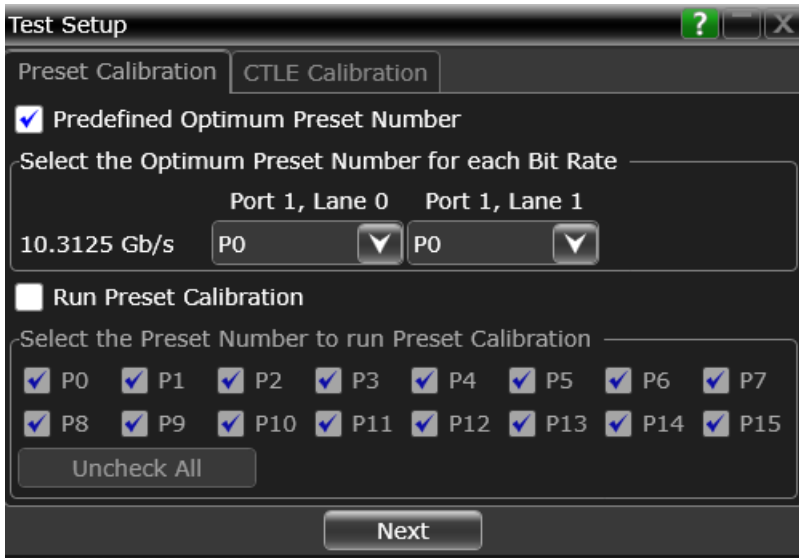 Test Setup ? X
Preset Calibration CTLE Calibration
Predefined Optimum Preset Number
Select the Optimum Preset Number for each Bit Rate
Port 1, Lane 0 Port 1, Lane 1
10.3125 Gb/s P0 P0
Run Preset Calibration
Select the Preset Number to run Preset Calibration
P0 P1 P2 P3 P4 P5 P6 P7
P8 P9 P10 P11 P12 P13 P14 P15
Uncheck All
Next